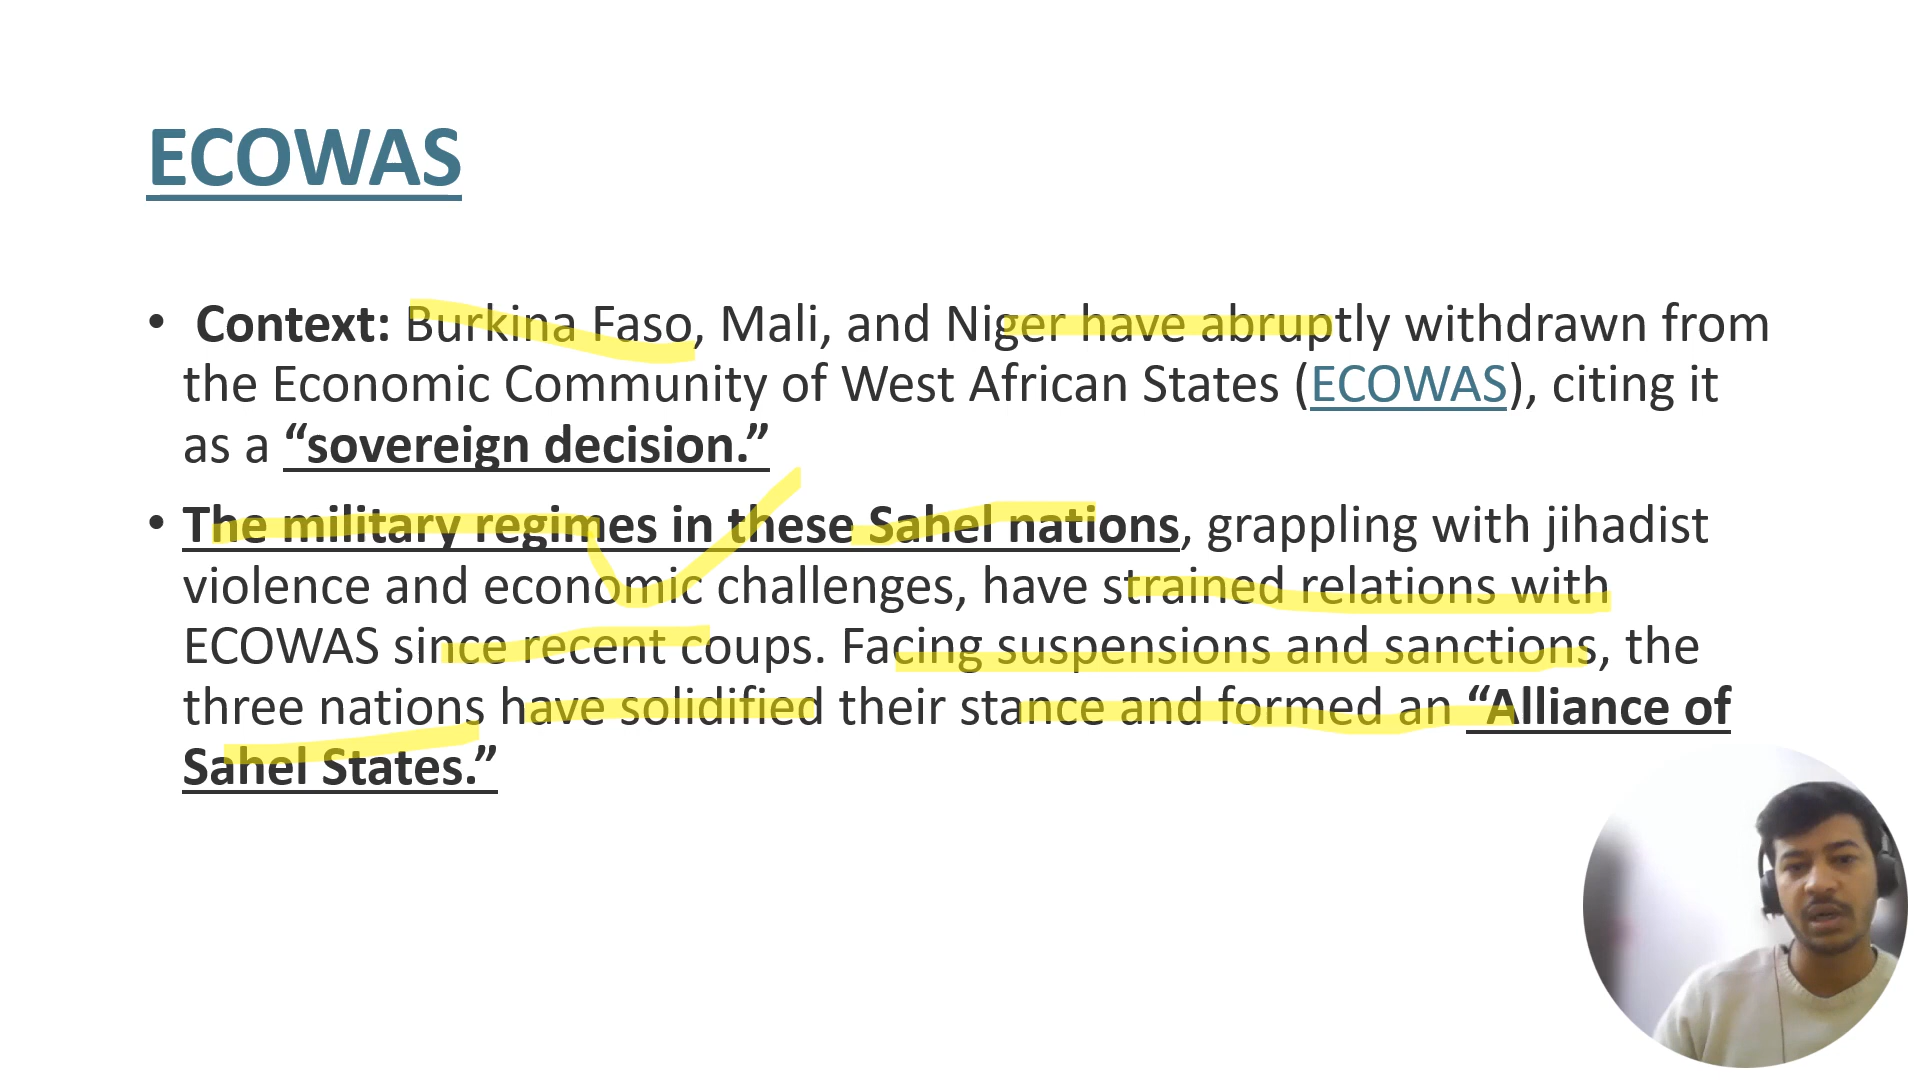 ECOWAS
• Context: Burkina Faso, Mali, and Niger have abruptly withdrawn from
the Economic Community of West African States (ECOWAS), citing it
as a “sovereign decision.”
• The military regimes in these Sahel nations, grappling with jihadist
violence and economic challenges, have strained relations with
ECOWAS since recent coups. Facing suspensions and sanctions, the
three nations have solidified their stance and formed an “Alliance of
Sahel States.”